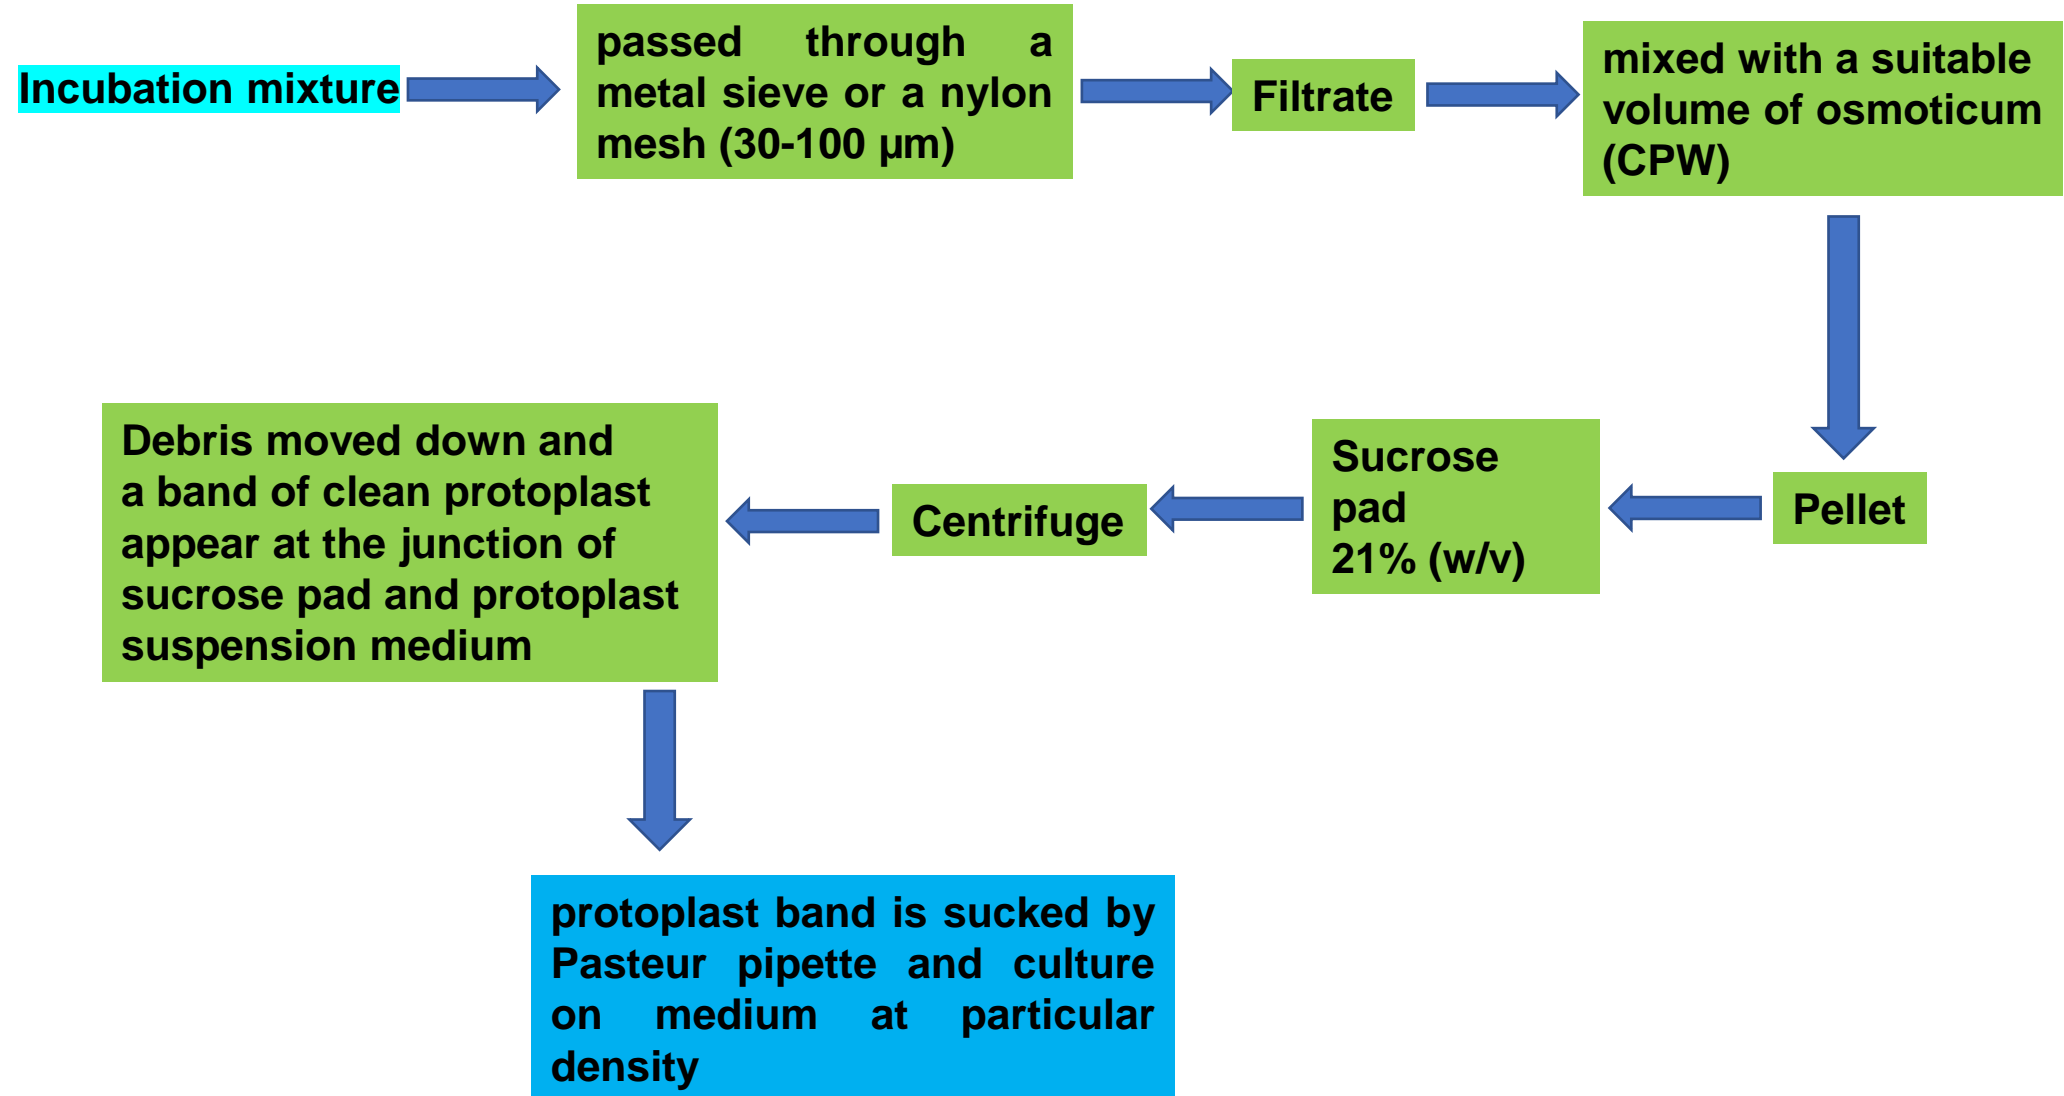 Incubation mixture
passed through a
metal sieve or a nylon
mesh (30-100 µm)
Filtrate
mixed with a suitable
volume of osmoticum
(CPW)
Pellet
Sucrose
pad
21% (w/v)
Centrifuge
Debris moved down and
a band of clean protoplast
appear at the junction of
sucrose pad and protoplast
suspension medium
protoplast band is sucked by
Pasteur pipette and culture
on medium at particular
density